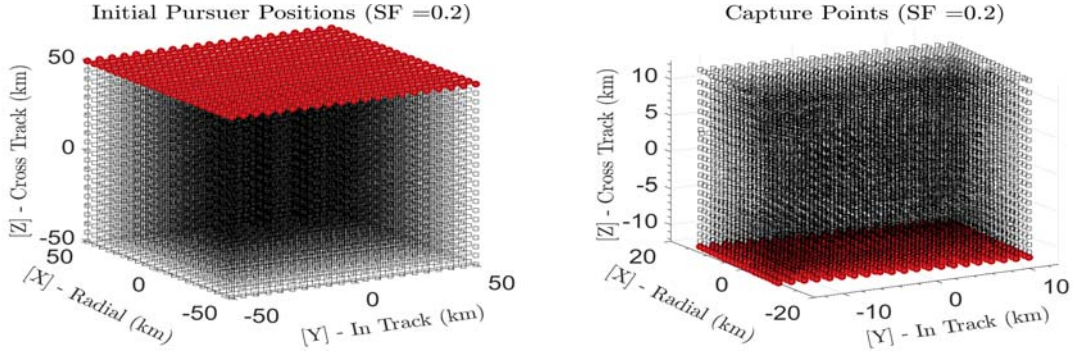 Initial Pursuer Positions (SF =0.2)
50
0
-50
[Z] - Cross Track (km)
50
0
-50
[X] - Radial (km)
-50
0
50
[Y] - In Track (km)
Capture Points (SF =0.2)
10
5
0
-5
-10
[Z] - Cross Track (km)
20
0
-20
[X] - Radial (km)
-10
0
10
[Y] - In Track (km)